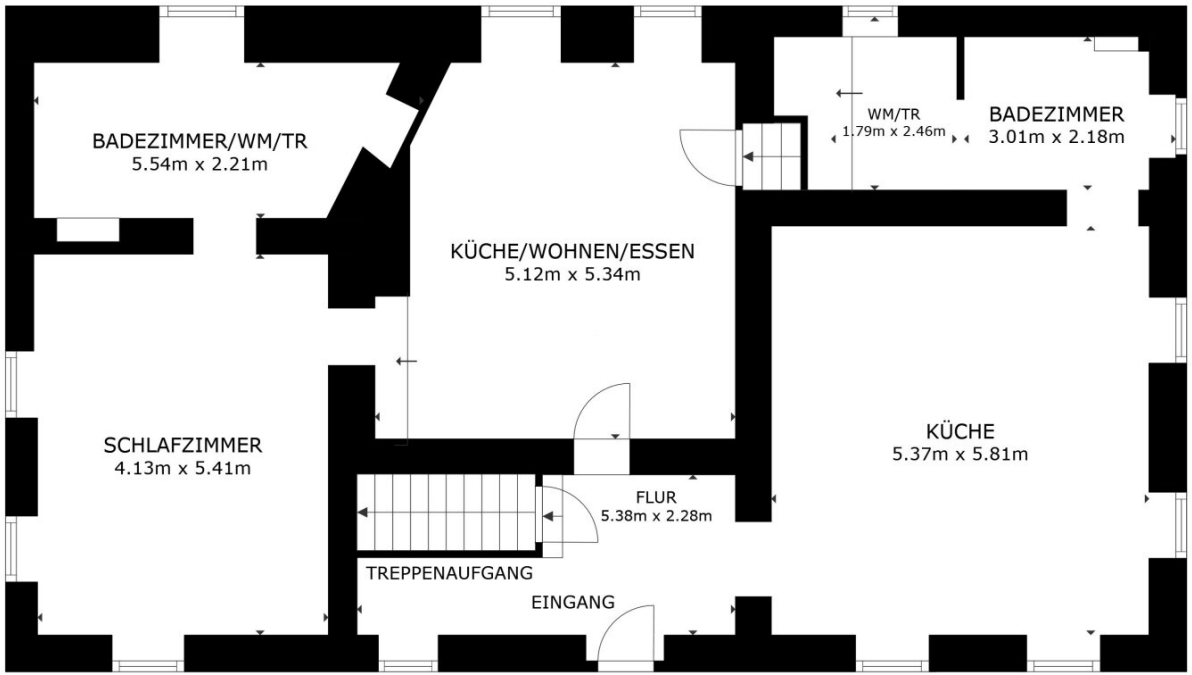 BADEZIMMER/WM/TR
5.54m x 2.21m
KÜCHE/WOHNEN/ESSEN
5.12m x 5.34m
WM/TR
1.79m x 2.46m
BADEZIMMER
3.01m x 2.18m
SCHLAFZIMMER
4.13m x 5.41m
KÜCHE
5.37m x 5.81m
FLUR
5.38m x 2.28m
TREPPENAUFGANG
EINGANG